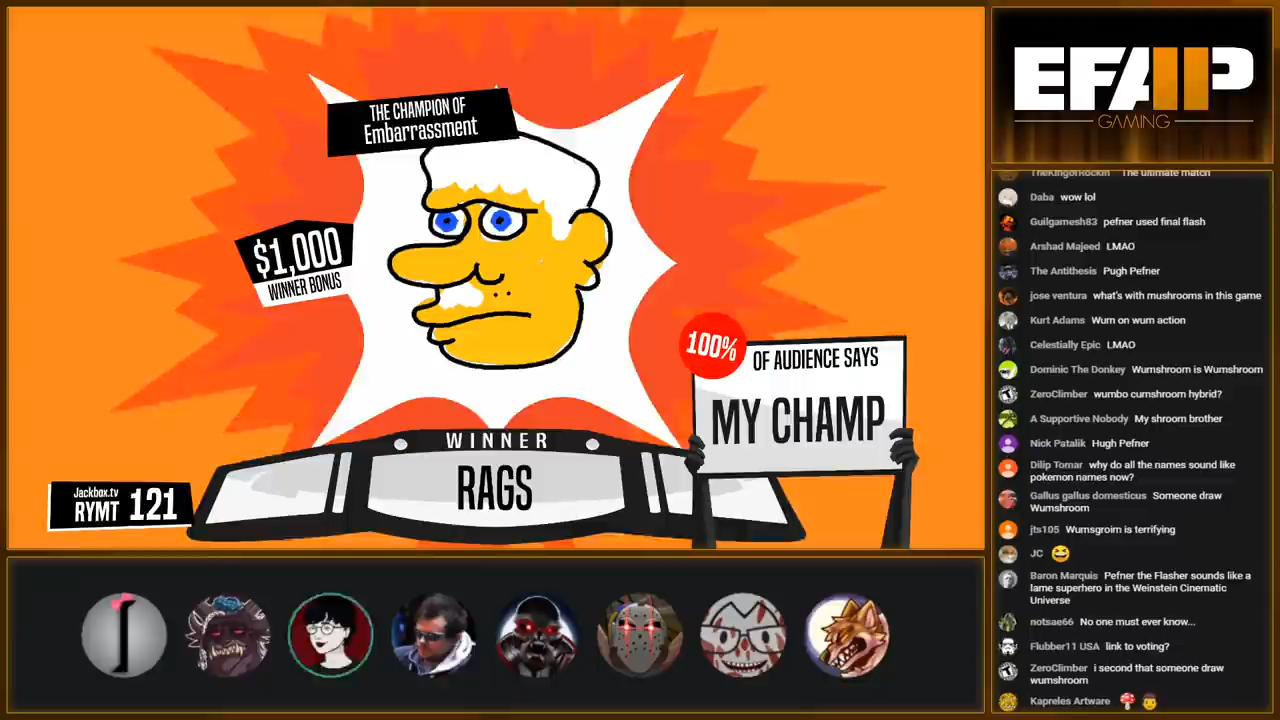 THE CHAMPION OF
Embarrassment
$1,000
WINNER BONUS
100%
OF AUDIENCE SAYS
MY CHAMP
WINNER
RAGS
Jackbox.tv
RYMT 121
EFAP
GAMING
TheKingofRockin The ultimate match
Daba wow lol
Guilgamesh83 pefner used final flash
Arshad Majeed LMAO
The Antithesis Pugh Pefner
jose ventura what's with mushrooms in this game
Kurt Adams Wum on wum action
Celestially Epic LMAO
Dominic The Donkey Wumshroom is Wumshroom
ZeroClimber wumbo cumshroom hybrid?
A Supportive Nobody My shroom brother
Nick Patalik Hugh Pefner
Dilip Tomar why do all the names sound like
pokemon names now?
Gallus gallus domesticus Someone draw
Wumshroom
jts105 Wumsgroim is terrifying
JC 😆
Baron Marquis Pefner the Flasher sounds like a
lame superhero in the Weinstein Cinematic
Universe
notsae66 No one must ever know...
Flubber11 USA link to voting?
ZeroClimber i second that someone draw
wumshroom
Kapreles Artware 🍄 👨